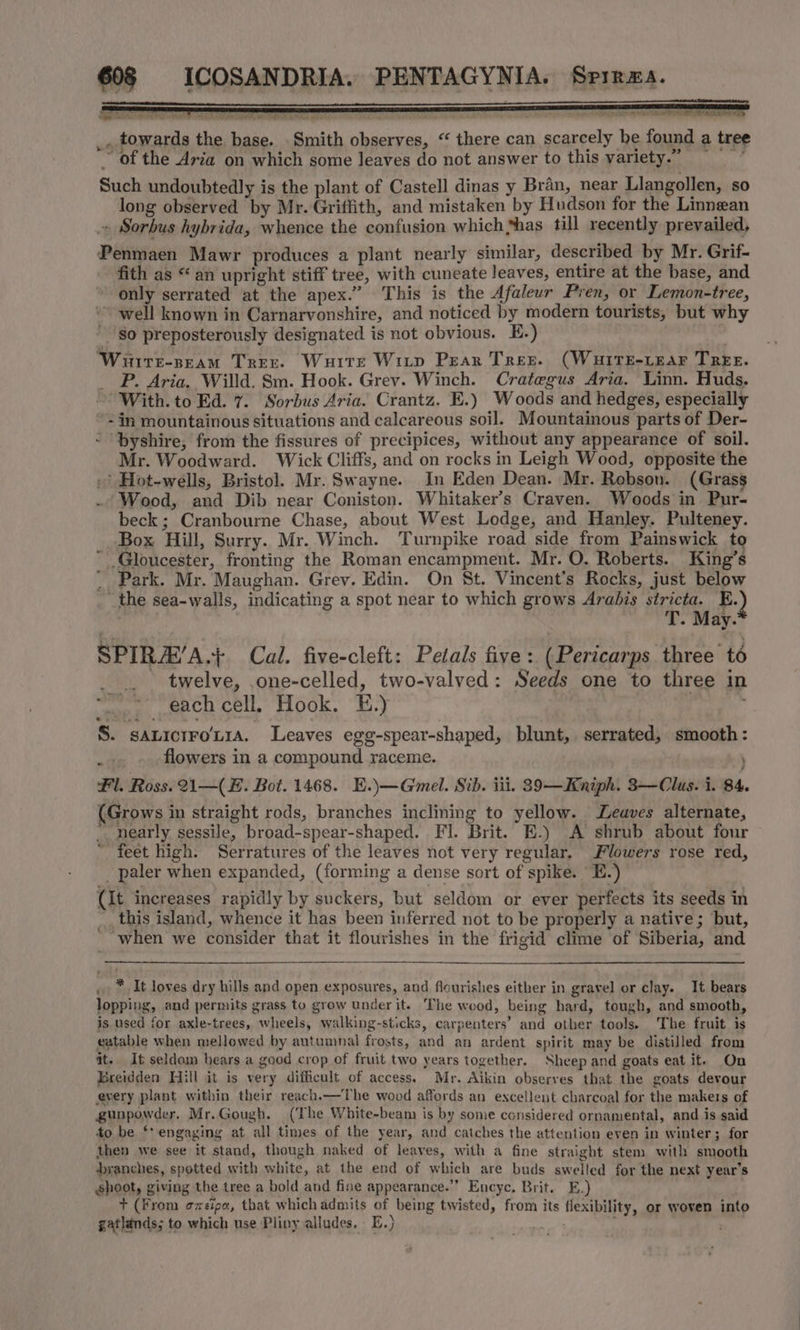 608 ICOSANDRIA. PENTAGYNIA. SPIRÆA.
towards the base. Smith observes, “ there can scarcely be found a tree
of the Aria on which some leaves do not answer to this variety.”
Such undoubtedly is the plant of Castell dinas y Brân, near Llangollen, so
long observed by Mr. Griffith, and mistaken by Hudson for the Linnæan
Sorbus hybrida, whence the confusion which has till recently prevailed.
Penmaen Mawr produces a plant nearly similar, described by Mr. Grif-
fith as “ an upright stiff tree, with cuneate leaves, entire at the base, and
only serrated at the apex.” This is the Afaleur Pren, or Lemon-tree,
well known in Carnarvonshire, and noticed by modern tourists, but why
so preposterously designated is not obvious. E.)
WHITE-BEAM TREE. WHITE WILD PEAR TREE. (WHITE-LEAF TREE.
P. Aria. Willd. Sm. Hook. Grev. Winch. Cratægus Aria. Linn. Huds.
With. to Ed. 7. Sorbus Aria. Crantz. E.) Woods and hedges, especially
in mountainous situations and calcareous soil. Mountainous parts of Der-
byshire, from the fissures of precipices, without any appearance of soil.
Mr. Woodward. Wick Cliffs, and on rocks in Leigh Wood, opposite the
Hot-wells, Bristol. Mr. Swayne. In Eden Dean. Mr. Robson. (Grass
Wood, and Dib near Coniston. Whitaker’s Craven. Woods in Pur-
beck; Cranbourne Chase, about West Lodge, and Hanley. Pulteney.
Box Hill, Surry. Mr. Winch. Turnpike road side from Painswick to
Gloucester, fronting the Roman encampment. Mr. O. Roberts. King’s
Park. Mr. Maughan. Grev. Edin. On St. Vincent’s Rocks, just below
the sea-walls, indicating a spot near to which grows Arabis stricta. E.)
T. May.*
SPIRÆ’A.† Cal. five-cleft: Petals five: (Pericarps three to
twelve, one-celled, two-valved: Seeds one to three in
each cell. Hook. E.)
S. SALICIFO’LIA. Leaves egg-spear-shaped, blunt, serrated, smooth:
flowers in a compound raceme.
Fl. Ross. 21—(E. Bot. 1468. E.)—Gmel. Sib. iii. 39—Kniph. 3—Clus. i. 84.
(Grows in straight rods, branches inclining to yellow. Leaves alternate,
nearly sessile, broad-spear-shaped. Fl. Brit. E.) A shrub about four
feet high. Serratures of the leaves not very regular. Flowers rose red,
paler when expanded, (forming a dense sort of spike. E.)
(It increases rapidly by suckers, but seldom or ever perfects its seeds in
this island, whence it has been inferred not to be properly a native; but,
when we consider that it flourishes in the frigid clime of Siberia, and
* It loves dry hills and open exposures, and flourishes either in gravel or clay. It bears
lopping, and permits grass to grow under it. The wood, being hard, tough, and smooth,
is used for axle-trees, wheels, walking-sticks, carpenters’ and other tools. The fruit is
eatable when mellowed by autumnal frosts, and an ardent spirit may be distilled from
it. It seldom bears a good crop of fruit two years together. Sheep and goats eat it. On
Breidden Hill it is very difficult of access. Mr. Aikin observes that the goats devour
every plant within their reach.—The wood affords an excellent charcoal for the makers of
gunpowder. Mr. Gough. (The White-beam is by some considered ornamental, and is said
to be “ engaging at all times of the year, and catches the attention even in winter; for
then we see it stand, though naked of leaves, with a fine straight stem with smooth
branches, spotted with white, at the end of which are buds swelled for the next year’s
shoot, giving the tree a bold and fine appearance.” Encyc. Brit. E.)
† (From σπείρα, that which admits of being twisted, from its flexibility, or woven into
garlands; to which use Pliny alludes. E.)